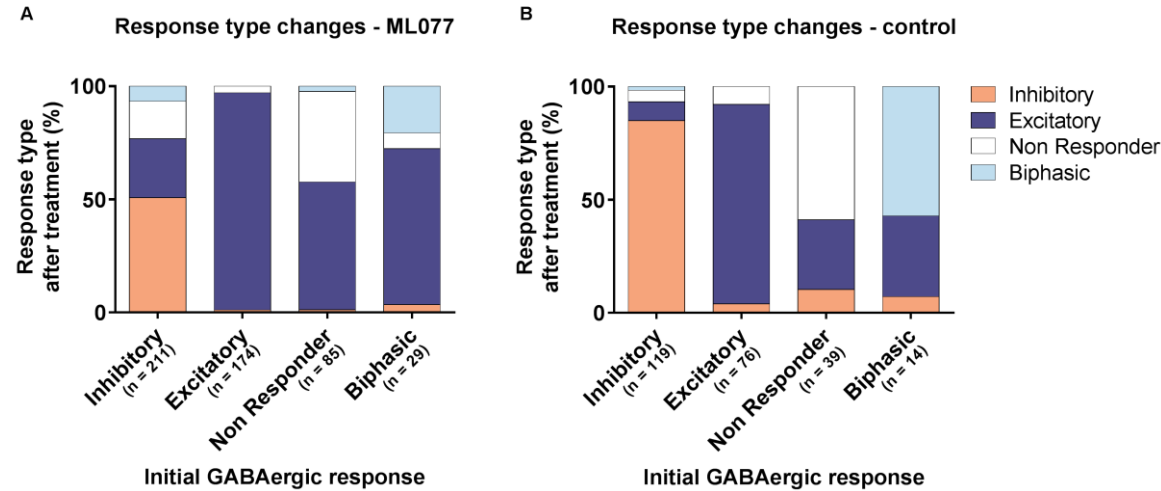 A
Response type changes - ML077
Response type
after treatment (%)
100
50
0
Inhibitory
(n = 211)
Excitatory
(n = 174)
Non Responder
(n = 85)
Biphasic
(n = 29)
Initial GABAergic response
B
Response type changes - control
Response type
after treatment (%)
100
50
0
Inhibitory
(n = 119)
Excitatory
(n = 76)
Non Responder
(n = 39)
Biphasic
(n = 14)
Initial GABAergic response
Inhibitory
Excitatory
Non Responder
Biphasic